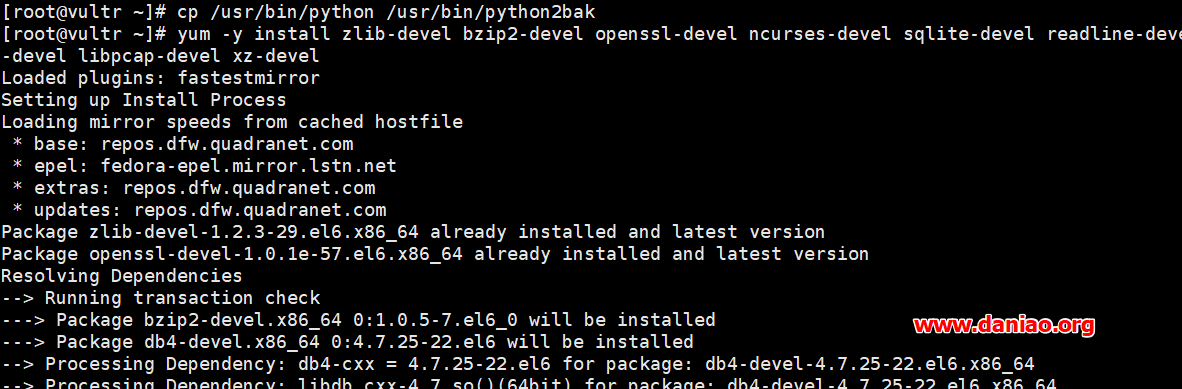 [root@vultr ~]# cp /usr/bin/python /usr/bin/python2bak
[root@vultr ~]# yum -y install zlib-devel bzip2-devel openssl-devel ncurses-devel sqlite-devel readline-deve
-devel libpcap-devel xz-devel
Loaded plugins: fastestmirror
Setting up Install Process
Loading mirror speeds from cached hostfile
 * base: repos.dfw.quadranet.com
 * epel: fedora-epel.mirror.lstn.net
 * extras: repos.dfw.quadranet.com
 * updates: repos.dfw.quadranet.com
Package zlib-devel-1.2.3-29.el6.x86_64 already installed and latest version
Package openssl-devel-1.0.1e-57.el6.x86_64 already installed and latest version
Resolving Dependencies
--> Running transaction check
---> Package bzip2-devel.x86_64 0:1.0.5-7.el6_0 will be installed
---> Package db4-devel.x86_64 0:4.7.25-22.el6 will be installed
www.daniao.org
--> Processing Dependency: db4-cxx = 4.7.25-22.el6 for package: db4-devel-4.7.25-22.el6.x86_64
--> Processing Dependency: libdb_cxx-4.7.so()(64bit) for package: db4-devel-4.7.25-22.el6.x86_64